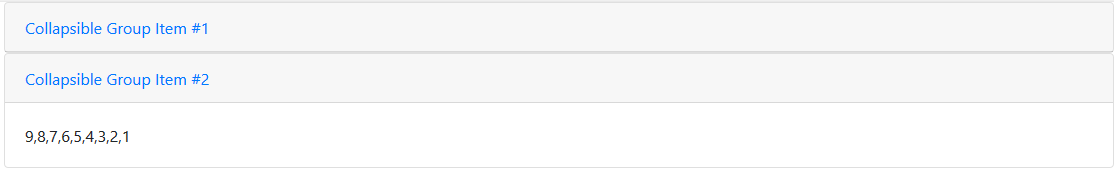 Collapsible Group Item #1
Collapsible Group Item #2
9,8,7,6,5,4,3,2,1